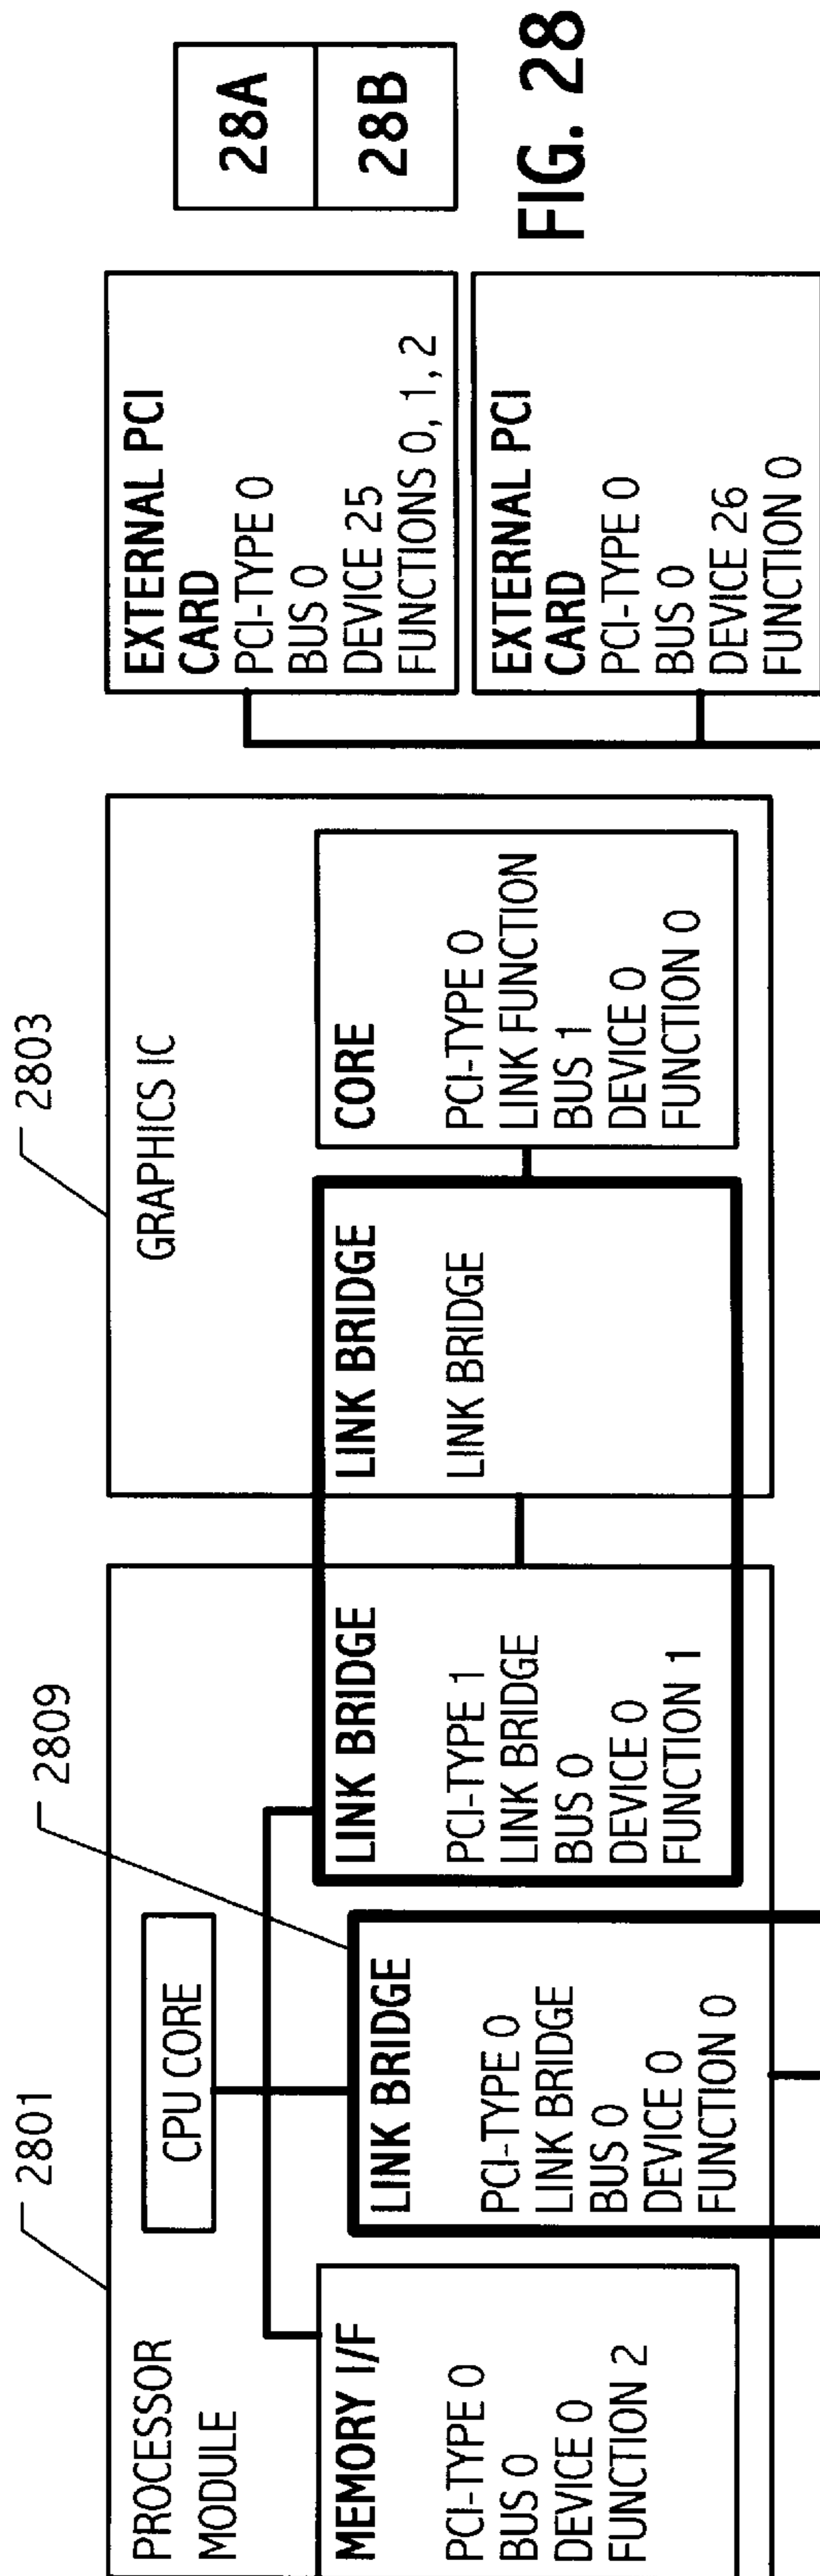 2801
PROCESSOR
MODULE
CPU CORE
2809
MEMORY I/F
PCI-TYPE 0
BUS 0
DEVICE 0
FUNCTION 2
LINK BRIDGE
PCI-TYPE 0
LINK BRIDGE
BUS 0
DEVICE 0
FUNCTION 0
LINK BRIDGE
PCI-TYPE 1
LINK BRIDGE
BUS 0
DEVICE 0
FUNCTION 1
2803
GRAPHICS IC
LINK BRIDGE
LINK BRIDGE
CORE
PCI-TYPE 0
LINK FUNCTION
BUS 1
DEVICE 0
FUNCTION 0
EXTERNAL PCI
CARD
PCI-TYPE 0
BUS 0
DEVICE 25
FUNCTIONS 0, 1, 2
EXTERNAL PCI
CARD
PCI-TYPE 0
BUS 0
DEVICE 26
FUNCTION 0
28A
28B
FIG. 28